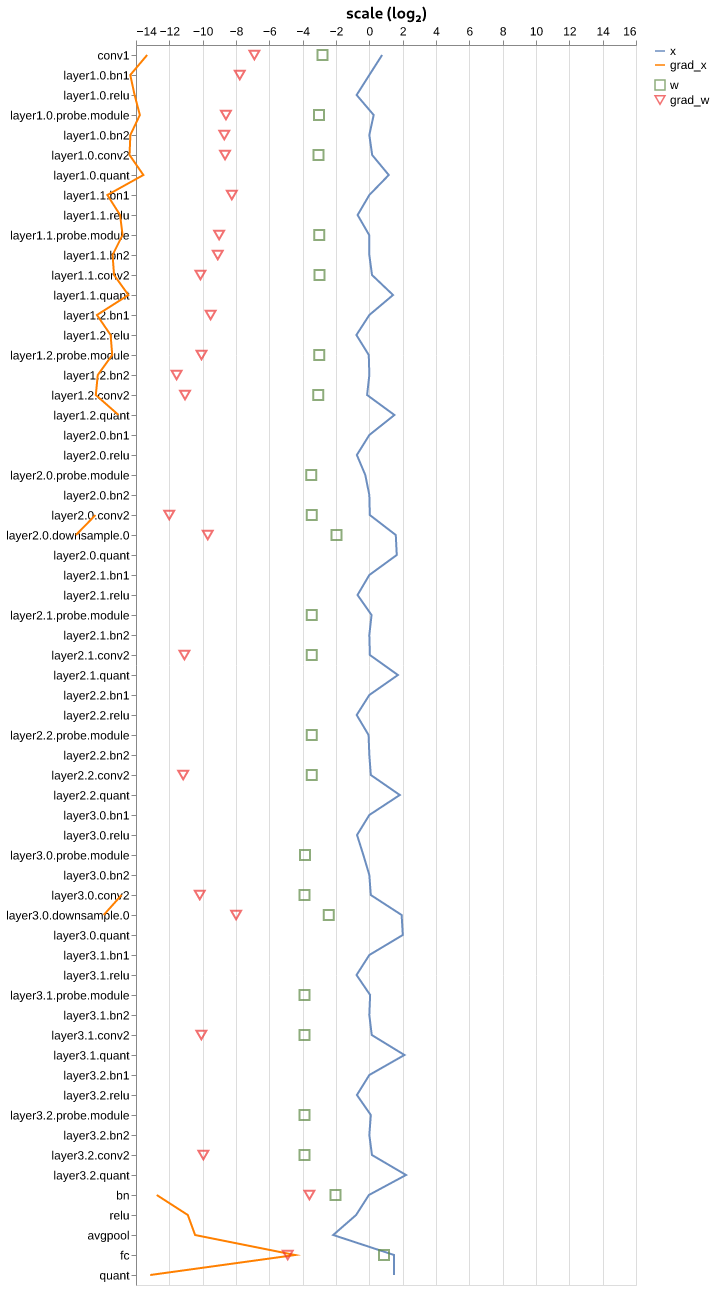 scale (log₂)
−14 −12 −10 −8 −6 −4 −2 0 2 4 6 8 10 12 14 16
x
grad_x
w
grad_w
conv1
layer1.0.bn1
layer1.0.relu
layer1.0.probe.module
layer1.0.bn2
layer1.0.conv2
layer1.0.quant
layer1.1.bn1
layer1.1.relu
layer1.1.probe.module
layer1.1.bn2
layer1.1.conv2
layer1.1.quant
layer1.2.bn1
layer1.2.relu
layer1.2.probe.module
layer1.2.bn2
layer1.2.conv2
layer1.2.quant
layer2.0.bn1
layer2.0.relu
layer2.0.probe.module
layer2.0.bn2
layer2.0.conv2
layer2.0.downsample.0
layer2.0.quant
layer2.1.bn1
layer2.1.relu
layer2.1.probe.module
layer2.1.bn2
layer2.1.conv2
layer2.1.quant
layer2.2.bn1
layer2.2.relu
layer2.2.probe.module
layer2.2.bn2
layer2.2.conv2
layer2.2.quant
layer3.0.bn1
layer3.0.relu
layer3.0.probe.module
layer3.0.bn2
layer3.0.conv2
layer3.0.downsample.0
layer3.0.quant
layer3.1.bn1
layer3.1.relu
layer3.1.probe.module
layer3.1.bn2
layer3.1.conv2
layer3.1.quant
layer3.2.bn1
layer3.2.relu
layer3.2.probe.module
layer3.2.bn2
layer3.2.conv2
layer3.2.quant
bn
relu
avgpool
fc
quant